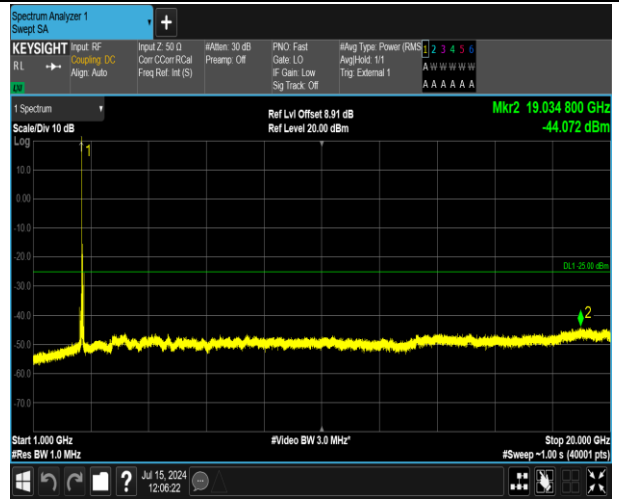 Spectrum Analyzer 1
Swept SA
KEYSIGHT
RL
Input: RF
Coupling: DC
Align: Auto
Input Z: 50 Ω
Corr CCorr RCal
Freq Ref: Int (S)
#Atten: 30 dB
Preamp: Off
PNO: Fast
Gate: LO
IF Gain: Low
Sig Track: Off
#Avg Type: Power (RMS
Avg|Hold: 1/1
Trig: External 1
1 2 3 4 5 6
A W W W W W
A A A A A A
1 Spectrum
Scale/Div 10 dB
Log
Ref Lvl Offset 8.91 dB
Ref Level 20.00 dBm
Mkr2 19.034 800 GHz
-44.072 dBm
1
10.0
0.00
-10.0
-20.0
DL1 -25.00 dBm
-30.0
-40.0
2
-50.0
-60.0
-70.0
Start 1.000 GHz
#Res BW 1.0 MHz
#Video BW 3.0 MHz*
Stop 20.000 GHz
#Sweep ~1.00 s (40001 pts)
?
Jul 15, 2024
12:06:22